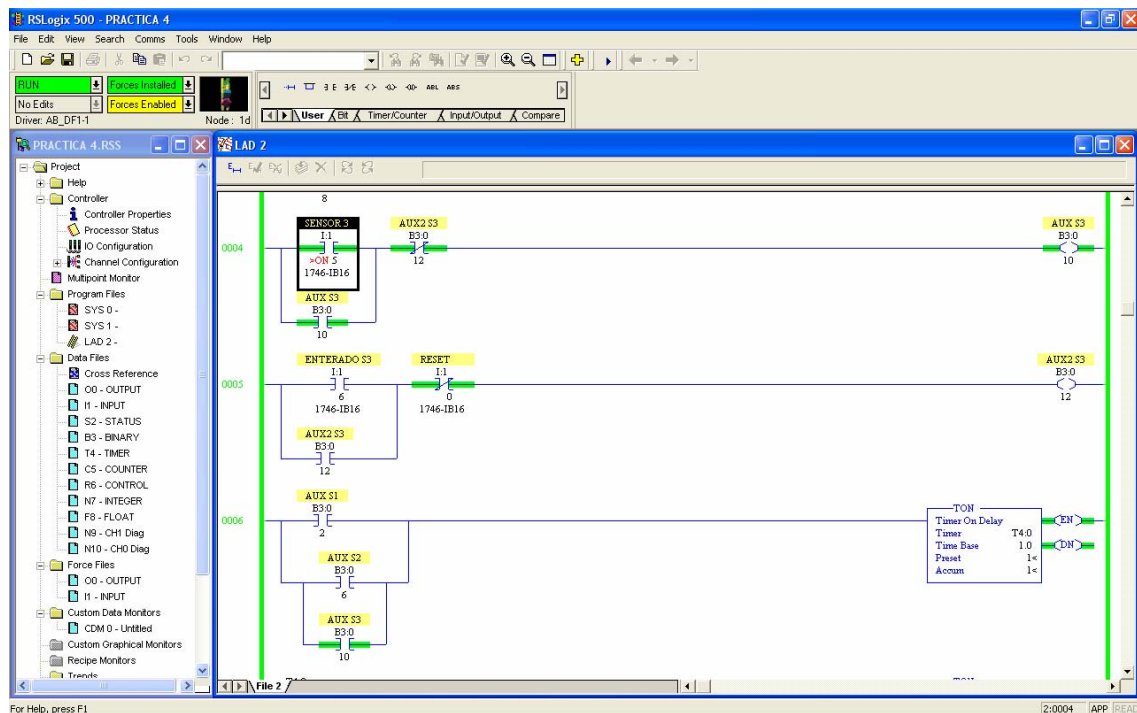 RSLogix 500 - PRACTICA 4
File Edit View Search Comms Tools Window Help
RUN Forces Installed
No Edits Forces Enabled
Driver: AB_DF1-1 Node : 1d
ABL ABS
User Bit Timer/Counter Input/Output Compare
PRACTICA 4.RSS
Project
Help
Controller
Controller Properties
Processor Status
IO Configuration
Channel Configuration
Multipoint Monitor
Program Files
SYS 0 -
SYS 1 -
LAD 2 -
Data Files
Cross Reference
O0 - OUTPUT
I1 - INPUT
S2 - STATUS
B3 - BINARY
T4 - TIMER
C5 - COUNTER
R6 - CONTROL
N7 - INTEGER
F8 - FLOAT
N9 - CH1 Diag
N10 - CH0 Diag
Force Files
O0 - OUTPUT
I1 - INPUT
Custom Data Monitors
CDM 0 - Untitled
Custom Graphical Monitors
Recipe Monitors
Trends
LAD 2
8
SENSOR 3 AUX2 S3 AUX S3
I:1 B3:0 B3:0
0004
>ON 5 12 10
1746-IB16
AUX S3
B3:0
10
ENTERADO S3 RESET AUX2 S3
I:1 I:1 B3:0
0005
6 0 12
1746-IB16 1746-IB16
AUX2 S3
B3:0
12
AUX S1
B3:0
0006
2
AUX S2
B3:0
6
AUX S3
B3:0
10
TON
Timer On Delay EN
Timer T4:0
Time Base 1.0 DN
Preset 1<
Accum 1<
File 2
For Help, press F1 2:0004 APP READ